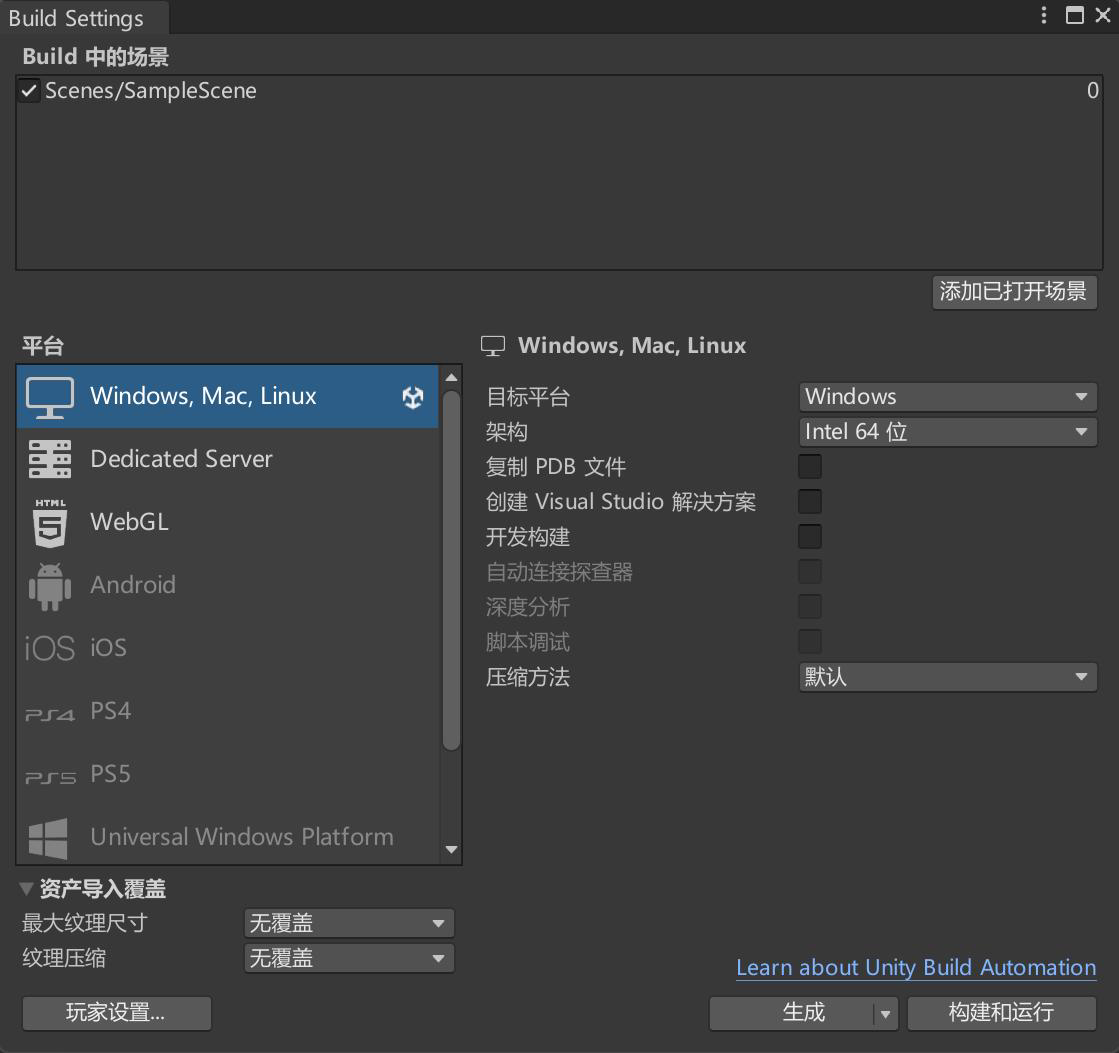 Build Settings
Build 中的场景
Scenes/SampleScene 0
添加已打开场景
平台
Windows, Mac, Linux
Dedicated Server
HTML 5 WebGL
Android
iOS iOS
PS4 PS4
PS5 PS5
Universal Windows Platform
Windows, Mac, Linux
目标平台 Windows
架构 Intel 64 位
复制 PDB 文件
创建 Visual Studio 解决方案
开发构建
自动连接探查器
深度分析
脚本调试
压缩方法 默认
资产导入覆盖
最大纹理尺寸 无覆盖
纹理压缩 无覆盖
Learn about Unity Build Automation
玩家设置... 生成 构建和运行